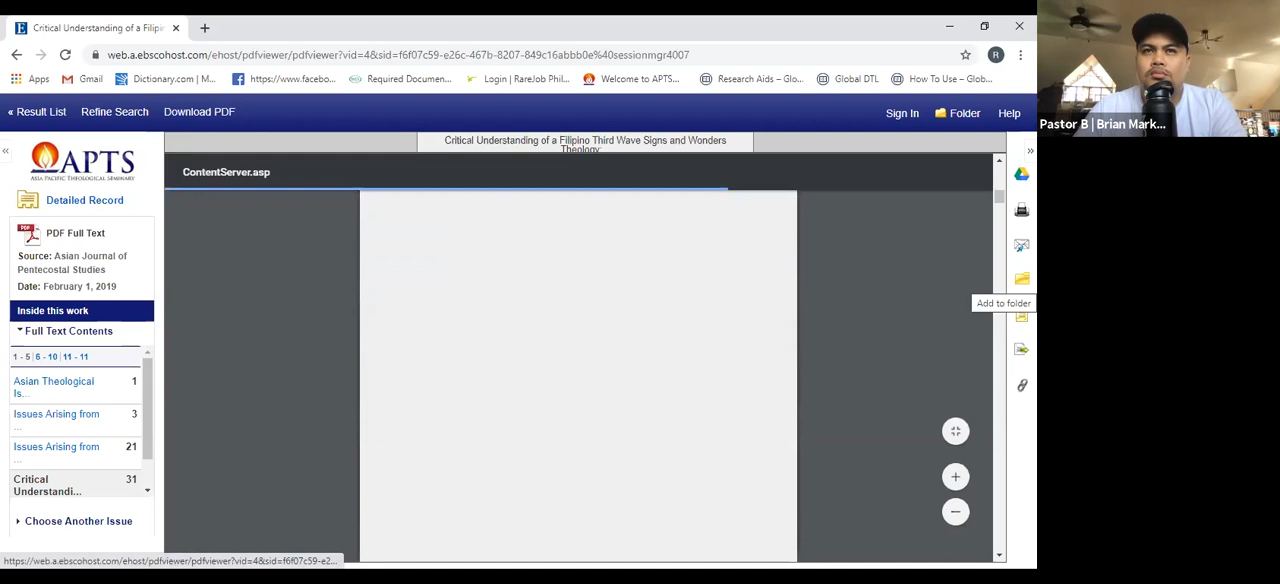 Critical Understanding of a Filipin
web.a.ebscohost.com/ehost/pdfviewer/pdfviewer?vid=4&sid=f6f07c59-e26c-467b-8207-849c16abbb0e%40sessionmgr4007
R
Apps
Gmail
Dictionary.com | M...
https://www.facebo...
Required Documen...
Login | RareJob Phil...
Welcome to APTS...
Research Aids – Glo...
Global DTL
How To Use – Glob...
« Result List
Refine Search
Download PDF
Sign In
Folder
Help
Pastor B | Brian Mark...
Critical Understanding of a Filipino Third Wave Signs and Wonders
Theology:
ContentServer.asp
APTS
ASIA PACIFIC THEOLOGICAL SEMINARY
Detailed Record
PDF Full Text
Source: Asian Journal of
Pentecostal Studies
Date: February 1, 2019
Inside this work
Full Text Contents
1 - 5 | 6 - 10 | 11 - 11
Asian Theological 1
Is...
Issues Arising from 3
...
Issues Arising from 21
...
Critical 31
Understandi...
Choose Another Issue
Add to folder
https://web.a.ebscohost.com/ehost/pdfviewer/pdfviewer?vid=4&sid=f6f07c59-e2...